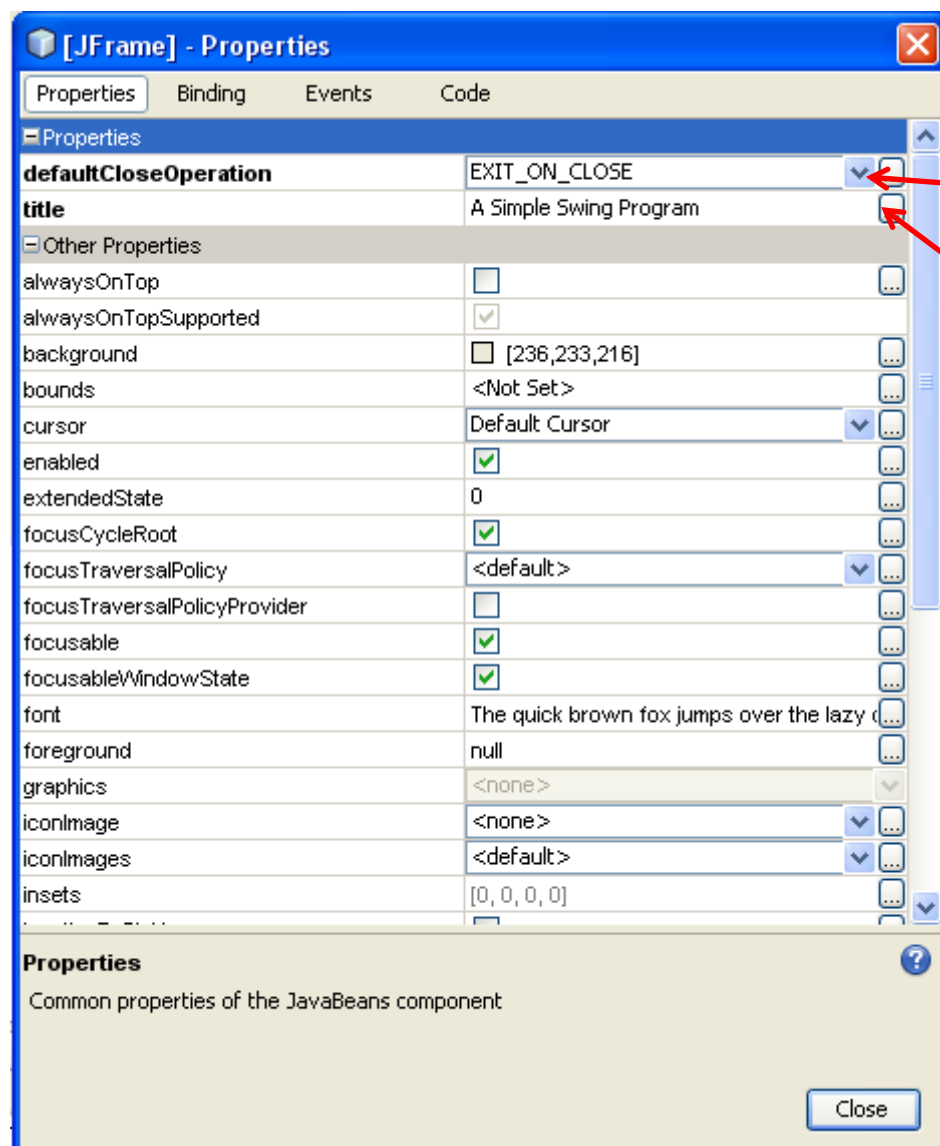 [JFrame] - Properties
Properties Binding Events Code
Properties
defaultCloseOperation EXIT_ON_CLOSE
title A Simple Swing Program
Other Properties
alwaysOnTop ...
alwaysOnTopSupported
background [236,233,216] ...
bounds <Not Set> ...
cursor Default Cursor ...
enabled ...
extendedState 0 ...
focusCycleRoot ...
focusTraversalPolicy <default> ...
focusTraversalPolicyProvider ...
focusable ...
focusableWindowState ...
font The quick brown fox jumps over the lazy ...
foreground null ...
graphics <none>
iconImage <none> ...
iconImages <default> ...
insets [0, 0, 0, 0] ...
Properties ?
Common properties of the JavaBeans component
Close